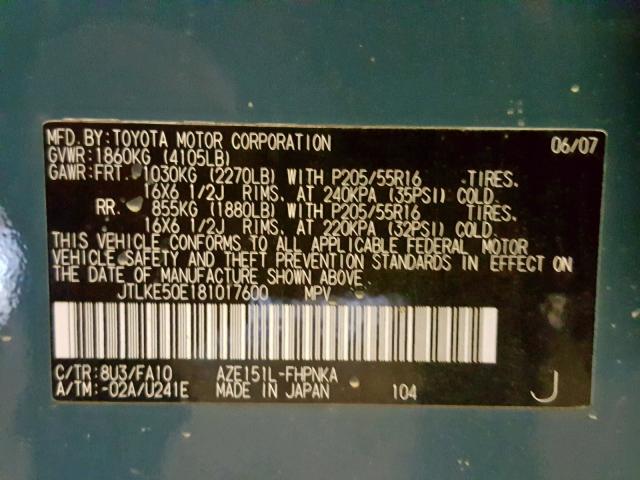 MFD. BY: TOYOTA MOTOR CORPORATION 06/07
GVWR: 1860KG (4105LB)
GAWR: FRT. 1030KG (2270LB) WITH P205/55R16 TIRES.
16X6 1/2J RIMS. AT 240KPA (35PSI) COLD.
RR. 855KG (1880LB) WITH P205/55R16 TIRES.
16X6 1/2J RIMS. AT 220KPA (32PSI) COLD.
THIS VEHICLE CONFORMS TO ALL APPLICABLE FEDERAL MOTOR
VEHICLE SAFETY AND THEFT PREVENTION STANDARDS IN EFFECT ON
THE DATE OF MANUFACTURE SHOWN ABOVE.
JTLKE50E181017600 MPV
C/TR: 8U3/FA10 AZE151L-FHPNKA
A/TM: -02A/U241E MADE IN JAPAN 104 J